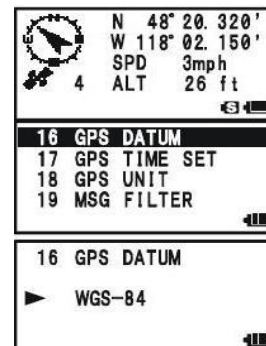 N 48° 20. 320'
W 118° 02. 150'
SPD 3mph
4 ALT 26 ft
S
16 GPS DATUM
17 GPS TIME SET
18 GPS UNIT
19 MSG FILTER
16 GPS DATUM
► WGS-84